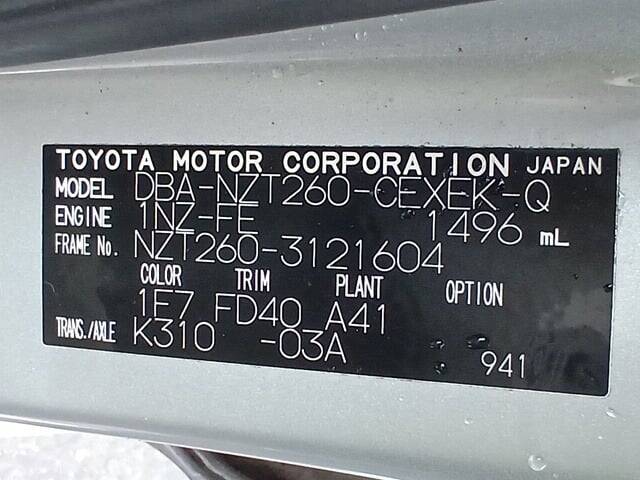 TOYOTA MOTOR CORPORATION JAPAN
MODEL DBA-NZT260-CEXEK-Q
ENGINE 1NZ-FE 1496 mL
FRAME No. NZT260-3121604
COLOR TRIM PLANT OPTION
1E7 FD40 A41
TRANS./AXLE K310 -03A
941